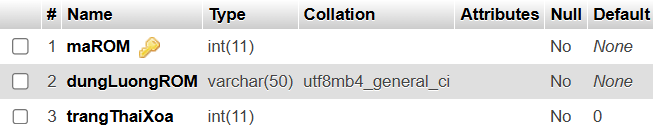 # Name Type Collation Attributes Null Default
1 maROM int(11) No None
2 dungLuongROM varchar(50) utf8mb4_general_ci No None
3 trangThaiXoa int(11) No 0